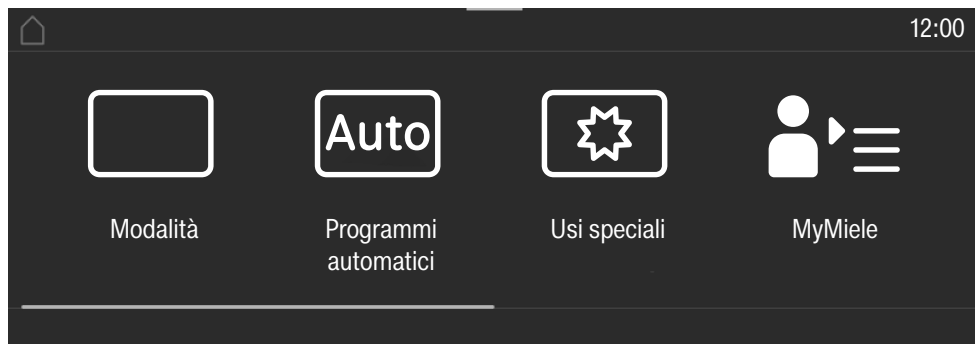 12:00
Auto
Modalità
Programmi
automatici
Usi speciali
MyMiele